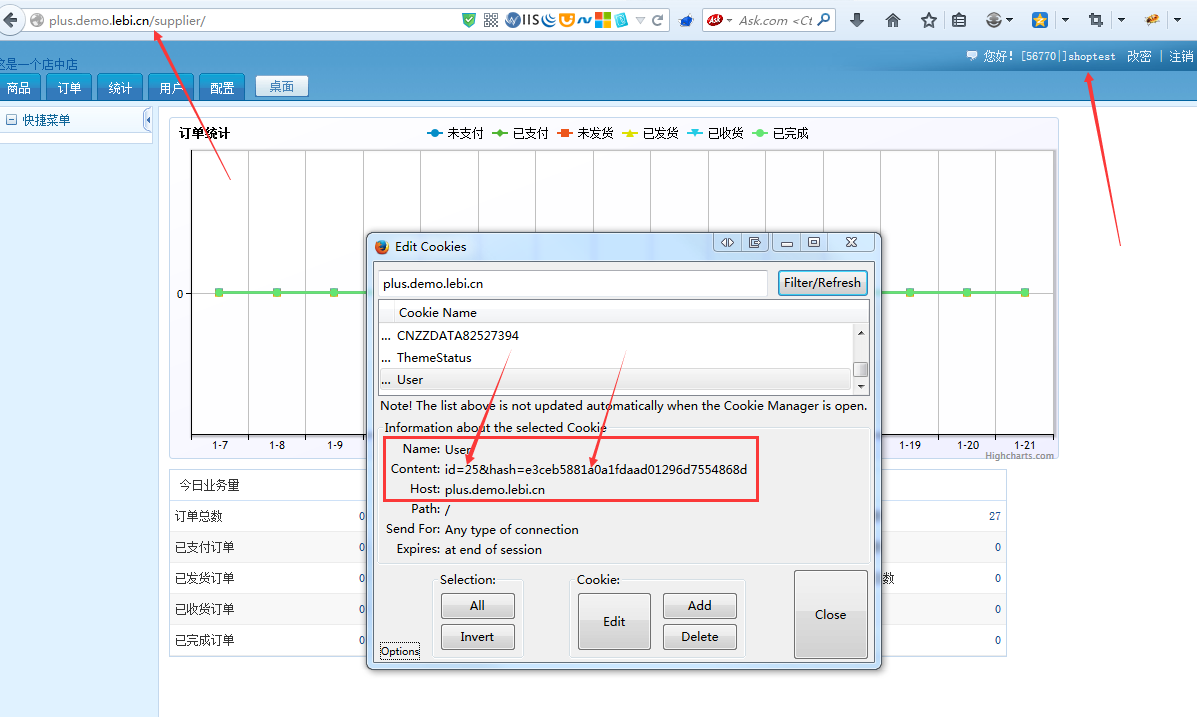 plus.demo.lebi.cn/supplier/
IIS
Ask
Ask.com <Ct
这是一个店中店
您好! [56770|]shoptest 改密 | 注销
商品 订单 统计 用户 配置 桌面
快捷菜单
订单统计
未支付 已支付 未发货 已发货 已收货 已完成
0
1-7 1-8 1-9 1-19 1-20 1-21
Highcharts.com
Edit Cookies
plus.demo.lebi.cn
Filter/Refresh
Cookie Name
... CNZZDATA82527394
... ThemeStatus
... User
Note! The list above is not updated automatically when the Cookie Manager is open.
Information about the selected Cookie
Name: User
Content: id=25&hash=e3ceb5881a0a1fdaad01296d7554868d
Host: plus.demo.lebi.cn
Path: /
Send For: Any type of connection
Expires: at end of session
Selection:
All
Invert
Cookie:
Edit
Add
Delete
Close
Options
今日业务量
订单总数 0 27
已支付订单 0 0
已发货订单 0 数 0
已收货订单 0 0
已完成订单 0 0